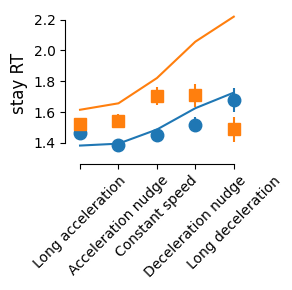 stay RT
2.2
2.0
1.8
1.6
1.4
Long acceleration
Acceleration nudge
Constant speed
Deceleration nudge
Long deceleration